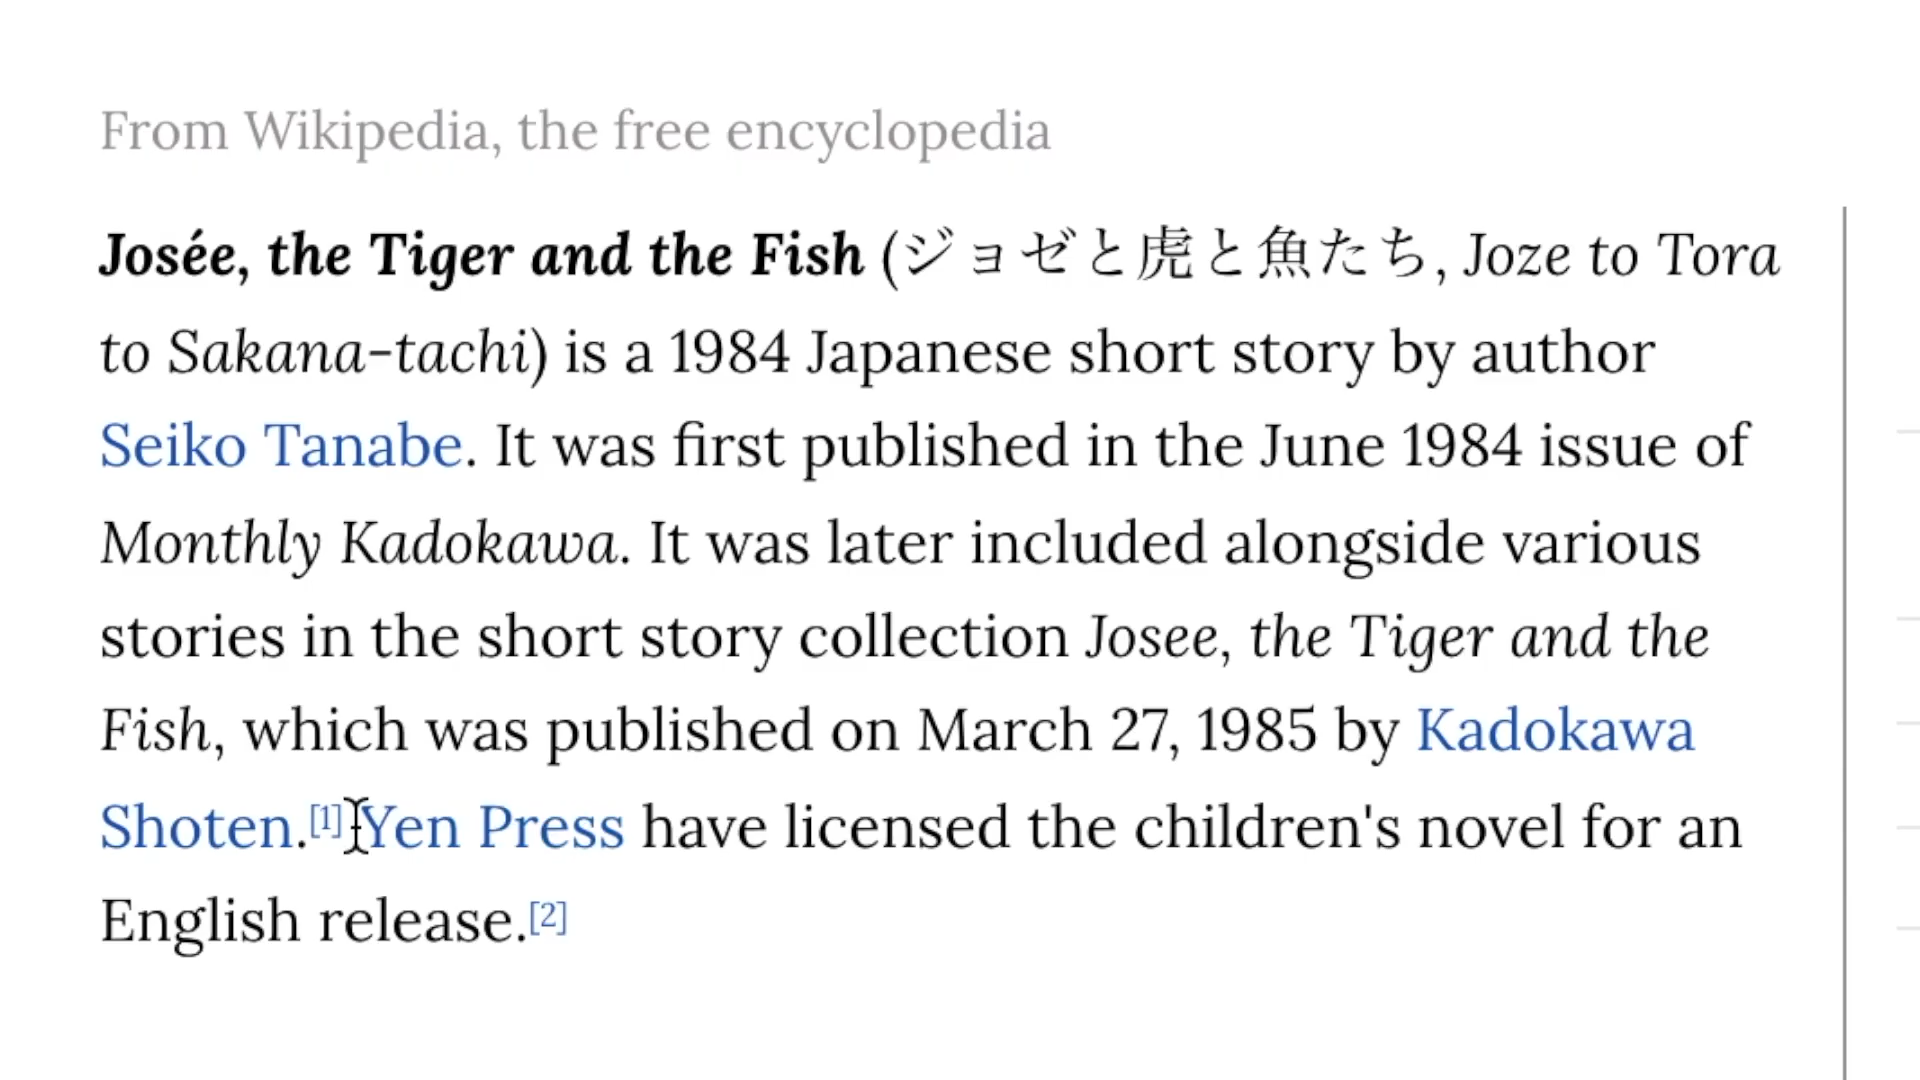 From Wikipedia, the free encyclopedia
Josée, the Tiger and the Fish (ジョゼと虎と魚たち, Joze to Tora
to Sakana-tachi) is a 1984 Japanese short story by author
Seiko Tanabe. It was first published in the June 1984 issue of
Monthly Kadokawa. It was later included alongside various
stories in the short story collection Josee, the Tiger and the
Fish, which was published on March 27, 1985 by Kadokawa
Shoten.[1] Yen Press have licensed the children's novel for an
English release.[2]